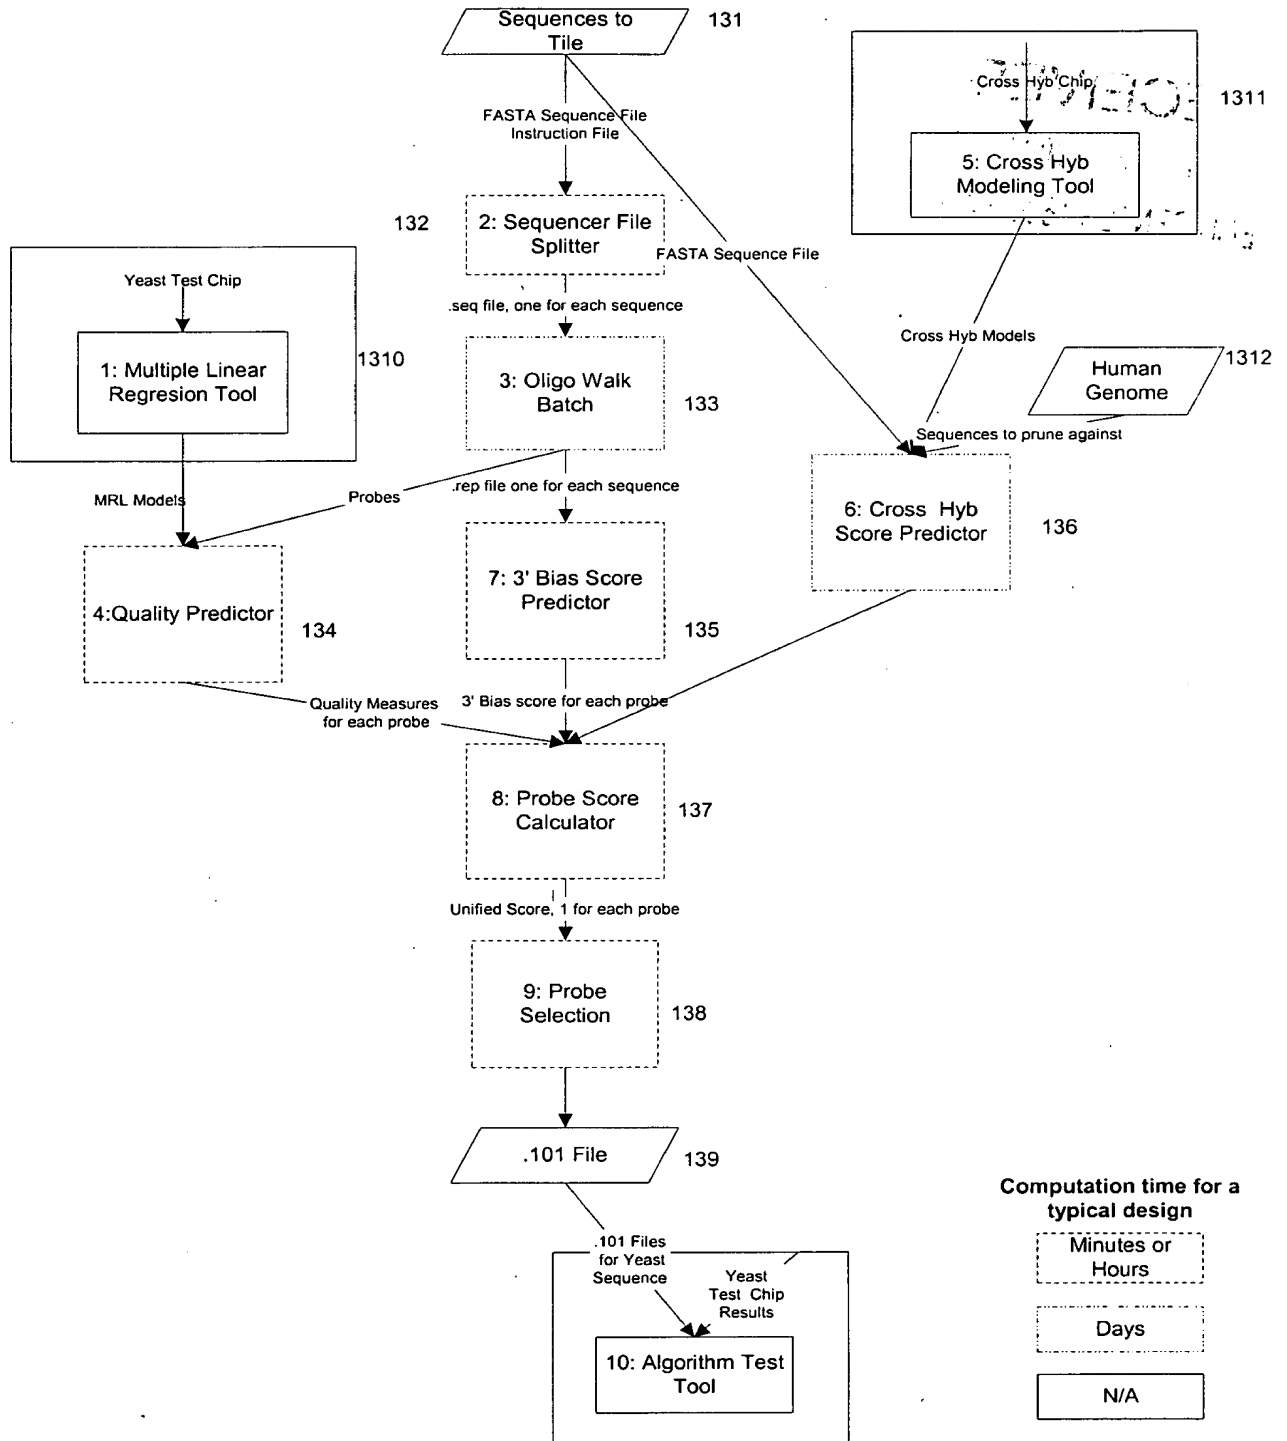 Sequences to
Tile
131
Cross Hyb Chip
1311
FASTA Sequence File
Instruction File
5: Cross Hyb
Modeling Tool
132
2: Sequencer File
Splitter
FASTA Sequence File
Yeast Test Chip
.seq file, one for each sequence
1: Multiple Linear
Regresion Tool
1310
Cross Hyb Models
3: Oligo Walk
Batch
133
Human
Genome
1312
Sequences to prune against
MRL Models
Probes
.rep file one for each sequence
6: Cross Hyb
Score Predictor
136
4:Quality Predictor
134
7: 3' Bias Score
Predictor
135
Quality Measures
for each probe
3' Bias score for each probe
8: Probe Score
Calculator
137
Unified Score, 1 for each probe
9: Probe
Selection
138
.101 File
139
.101 Files
for Yeast
Sequence
Yeast
Test Chip
Results
10: Algorithm Test
Tool
Computation time for a
typical design
Minutes or
Hours
Days
N/A